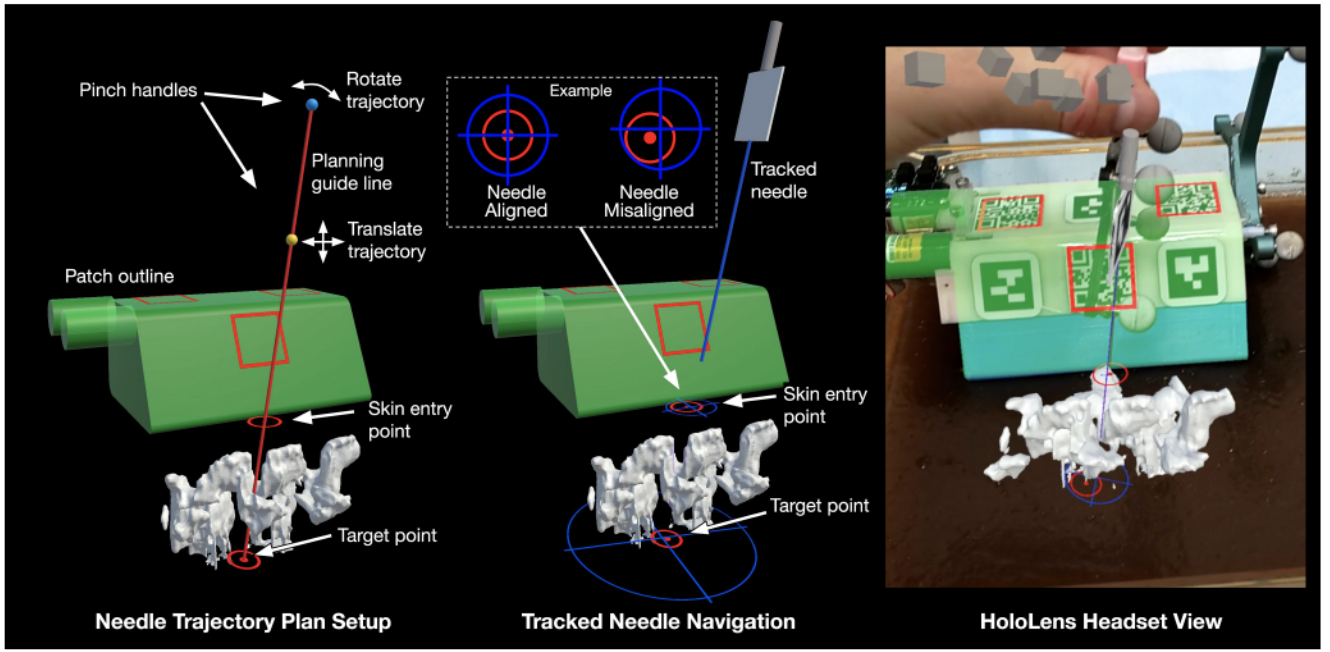 Pinch handles
Rotate
trajectory
Planning
guide line
Translate
trajectory
Patch outline
Skin entry
point
Target point
Needle Trajectory Plan Setup
Example
Needle
Aligned
Needle
Misaligned
Tracked
needle
Skin entry
point
Target point
Tracked Needle Navigation
HoloLens Headset View